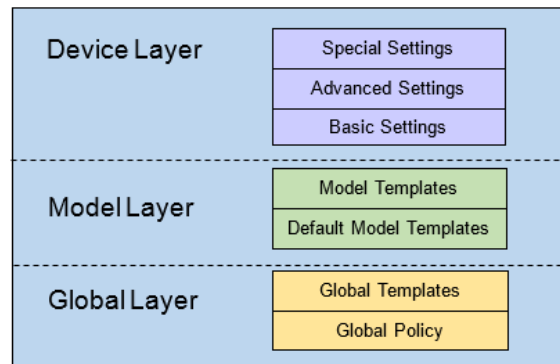 Device Layer
Special Settings
Advanced Settings
Basic Settings
Model Layer
Model Templates
Default Model Templates
Global Layer
Global Templates
Global Policy